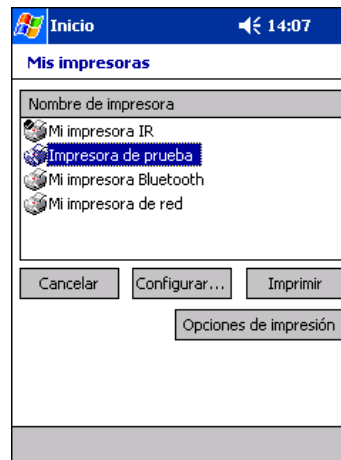 Inicio 14:07
Mis impresoras
Nombre de impresora
Mi impresora IR
Impresora de prueba
Mi impresora Bluetooth
Mi impresora de red
Cancelar Configurar... Imprimir
Opciones de impresión